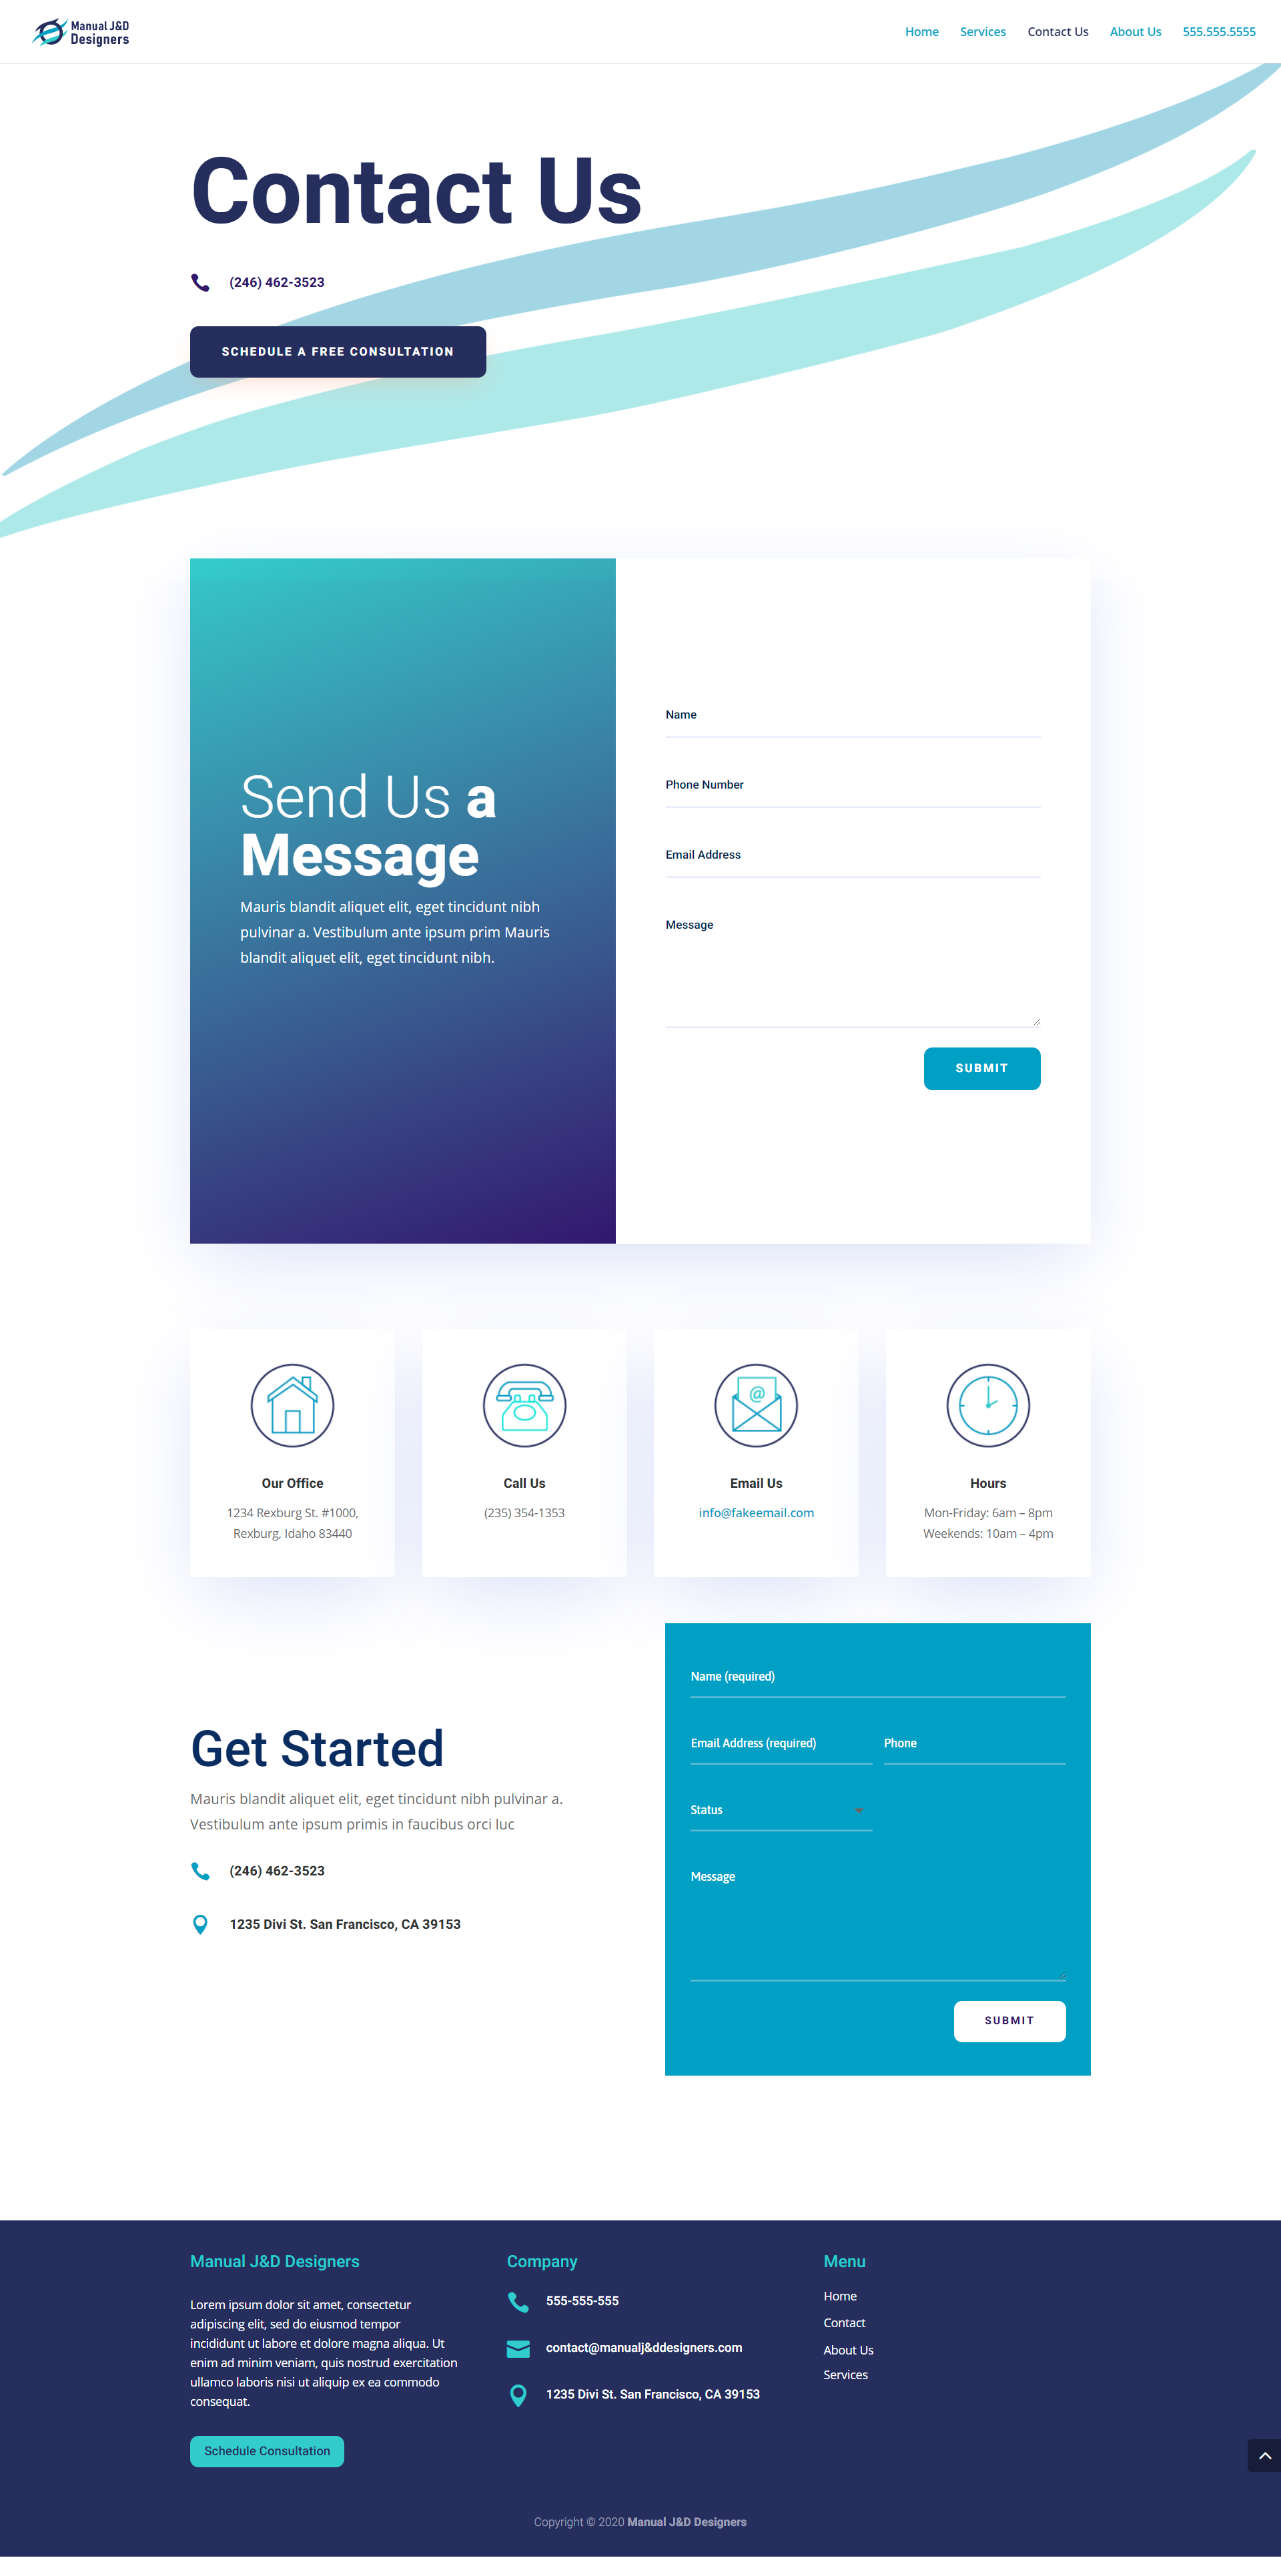 Manual J&D
Designers
Home Services Contact Us About Us 555.555.5555
Contact Us
(246) 462-3523
SCHEDULE A FREE CONSULTATION
Send Us a
Message
Mauris blandit aliquet elit, eget tincidunt nibh
pulvinar a. Vestibulum ante ipsum prim Mauris
blandit aliquet elit, eget tincidunt nibh.
Name
Phone Number
Email Address
Message
SUBMIT
Our Office
1234 Rexburg St. #1000,
Rexburg, Idaho 83440
Call Us
(235) 354-1353
@
Email Us
info@fakeemail.com
Hours
Mon-Friday: 6am – 8pm
Weekends: 10am – 4pm
Get Started
Mauris blandit aliquet elit, eget tincidunt nibh pulvinar a.
Vestibulum ante ipsum primis in faucibus orci luc
(246) 462-3523
1235 Divi St. San Francisco, CA 39153
Name (required)
Email Address (required) Phone
Status
Message
SUBMIT
Manual J&D Designers
Lorem ipsum dolor sit amet, consectetur
adipiscing elit, sed do eiusmod tempor
incididunt ut labore et dolore magna aliqua. Ut
enim ad minim veniam, quis nostrud exercitation
ullamco laboris nisi ut aliquip ex ea commodo
consequat.
Schedule Consultation
Company
555-555-555
contact@manualj&ddesigners.com
1235 Divi St. San Francisco, CA 39153
Menu
Home
Contact
About Us
Services
Copyright © 2020 Manual J&D Designers